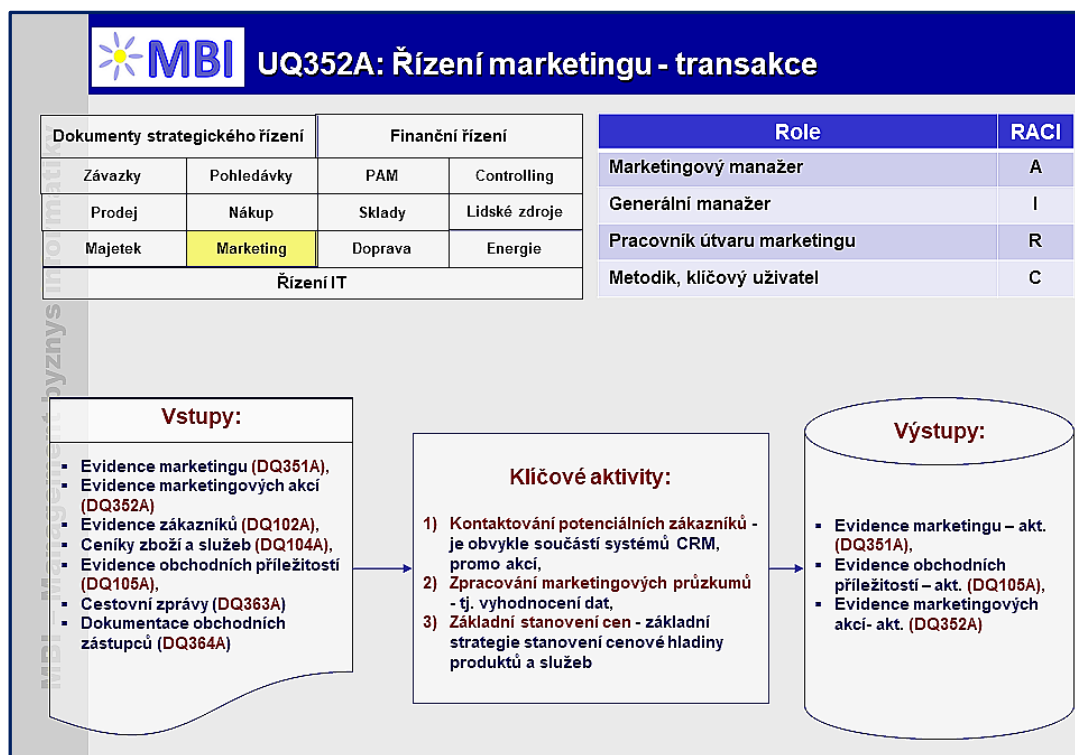 MBI
UQ352A: Řízení marketingu - transakce
Dokumenty strategického řízení
Finanční řízení
Závazky
Pohledávky
PAM
Controlling
Prodej
Nákup
Sklady
Lidské zdroje
Majetek
Marketing
Doprava
Energie
Řízení IT
Role
RACI
Marketingový manažer
A
Generální manažer
I
Pracovník útvaru marketingu
R
Metodik, klíčový uživatel
C
MBI – Management byznys informatiky
Vstupy:
▪ Evidence marketingu (DQ351A),
▪ Evidence marketingových akcí
(DQ352A)
▪ Evidence zákazníků (DQ102A),
▪ Ceníky zboží a služeb (DQ104A),
▪ Evidence obchodních příležitostí
(DQ105A),
▪ Cestovní zprávy (DQ363A)
▪ Dokumentace obchodních
zástupců (DQ364A)
Klíčové aktivity:
1) Kontaktování potenciálních zákazníků -
je obvykle součástí systémů CRM,
promo akcí,
2) Zpracování marketingových průzkumů
- tj. vyhodnocení dat,
3) Základní stanovení cen - základní
strategie stanovení cenové hladiny
produktů a služeb
Výstupy:
▪ Evidence marketingu – akt.
(DQ351A),
▪ Evidence obchodních
příležitostí – akt. (DQ105A),
▪ Evidence marketingových
akcí- akt. (DQ352A)